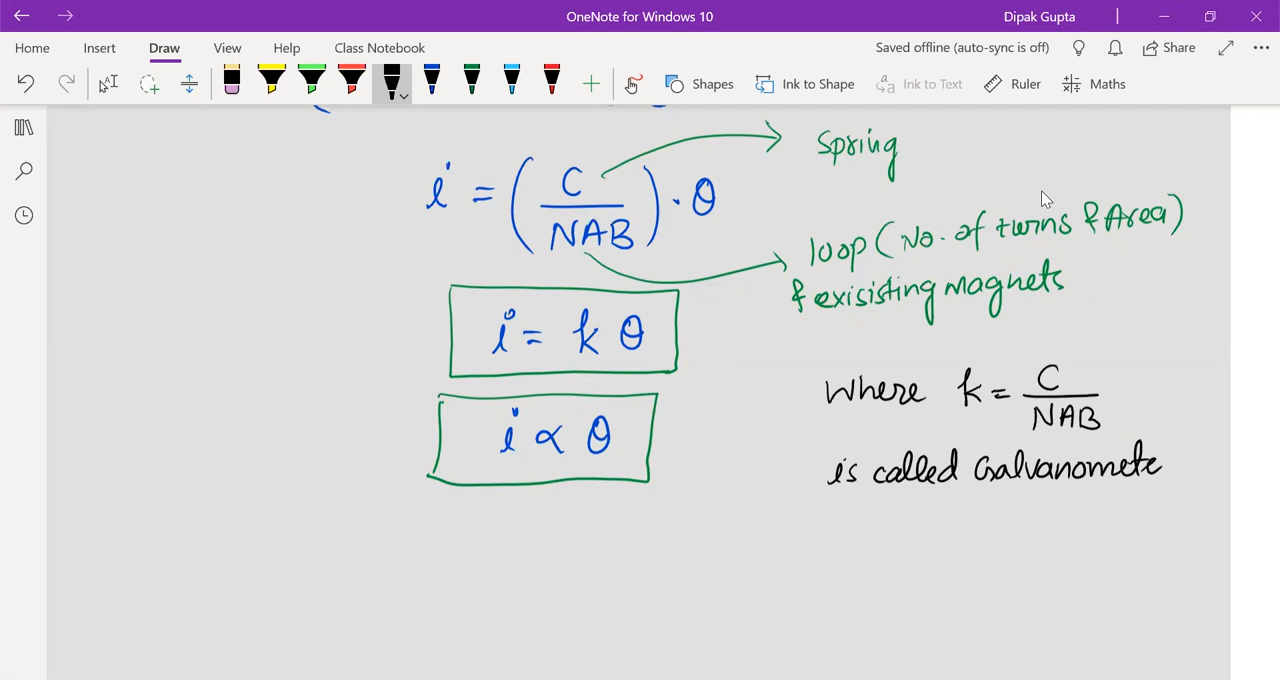 OneNote for Windows 10
Dipak Gupta
Home Insert Draw View Help Class Notebook
Saved offline (auto-sync is off) Share
Shapes Ink to Shape Ink to Text Ruler Maths
Spring
i = (C/NAB) · θ
loop (No. of turns & Area)
& exisisting magnets
i = k θ
Where k = C/NAB
i ∝ θ
is called Galvanomete